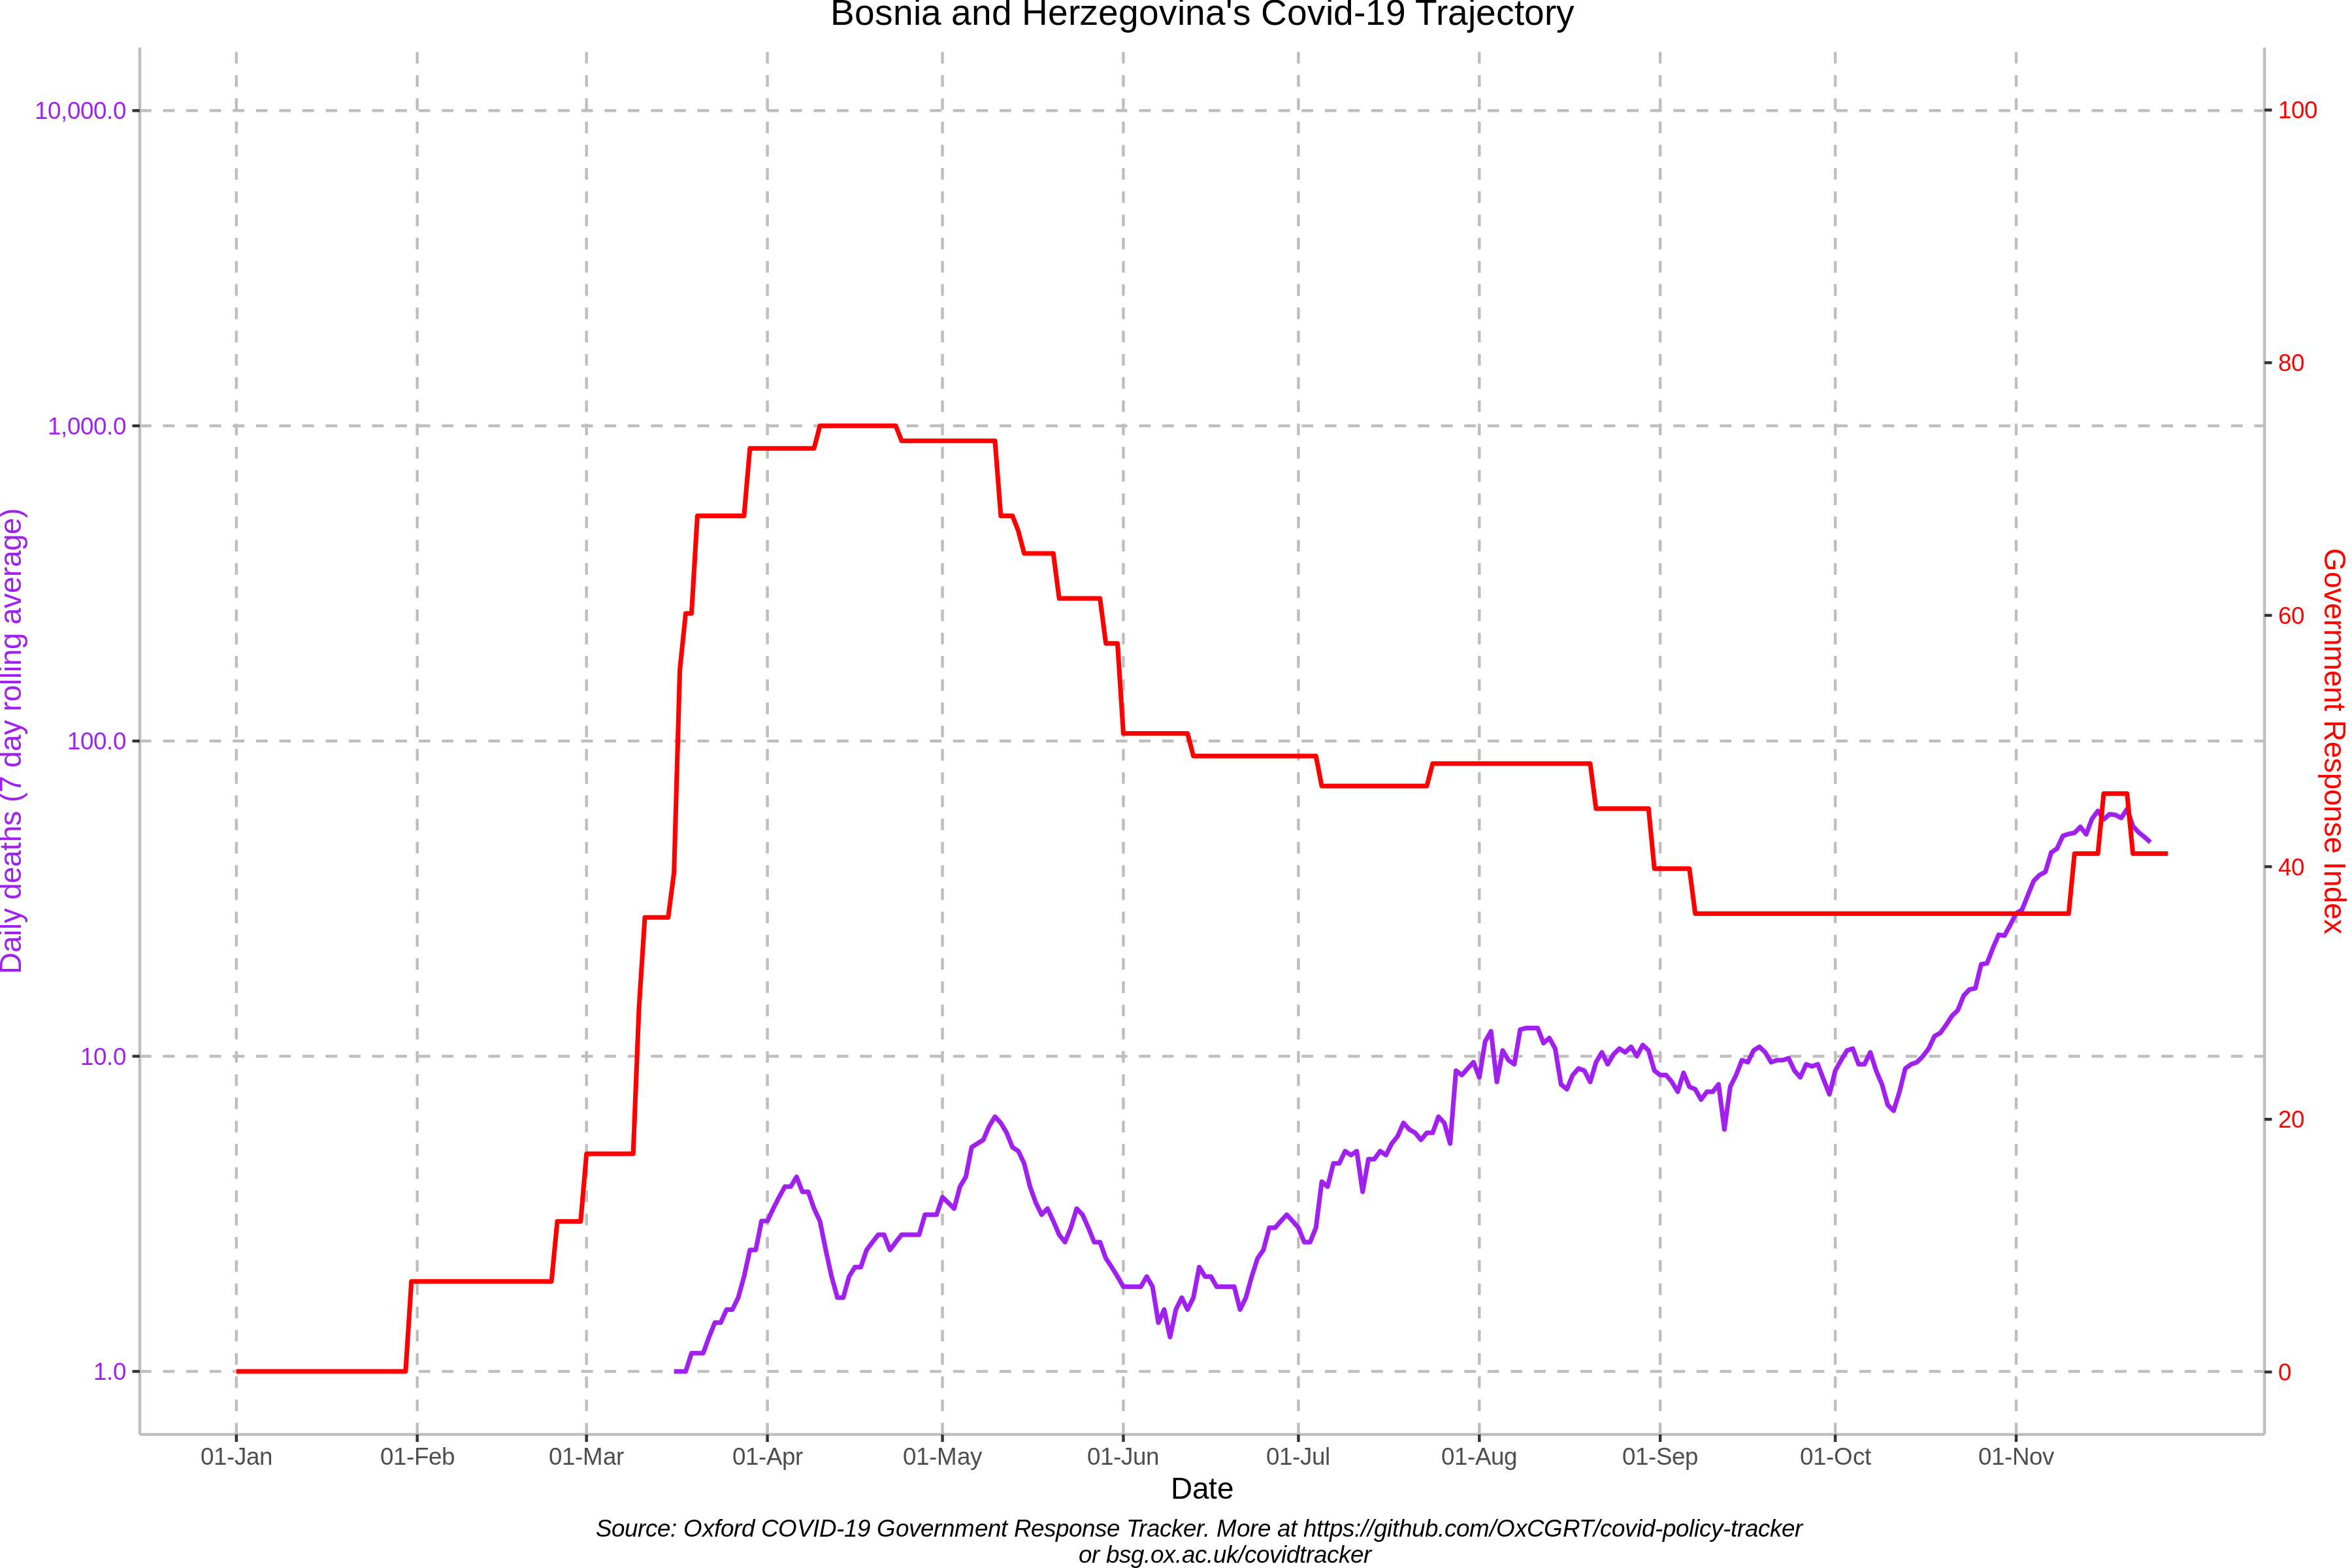 Bosnia and Herzegovina's Covid-19 Trajectory
Daily deaths (7 day rolling average)
10,000.0
1,000.0
100.0
10.0
1.0
100
80
60
40
20
0
Government Response Index
01-Jan
01-Feb
01-Mar
01-Apr
01-May
01-Jun
01-Jul
01-Aug
01-Sep
01-Oct
01-Nov
Date
Source: Oxford COVID-19 Government Response Tracker. More at https://github.com/OxCGRT/covid-policy-tracker
or bsg.ox.ac.uk/covidtracker